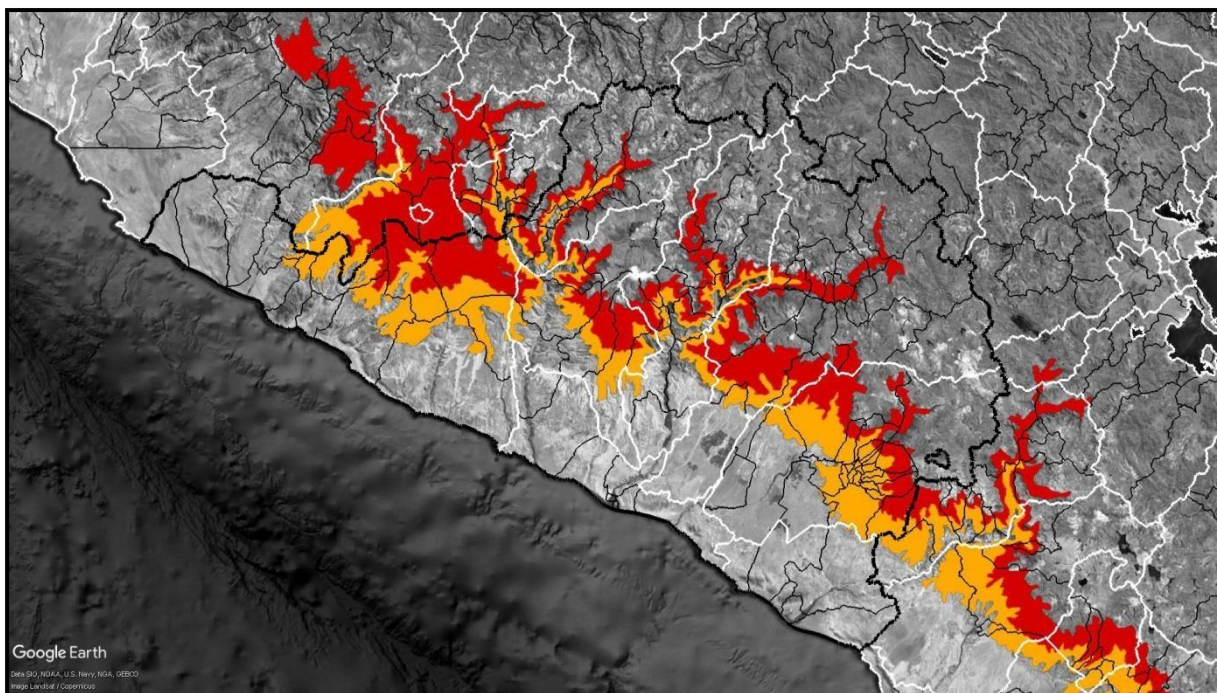 Google Earth
Data SIO, NOAA, U.S. Navy, NGA, GEBCO
Image Landsat / Copernicus